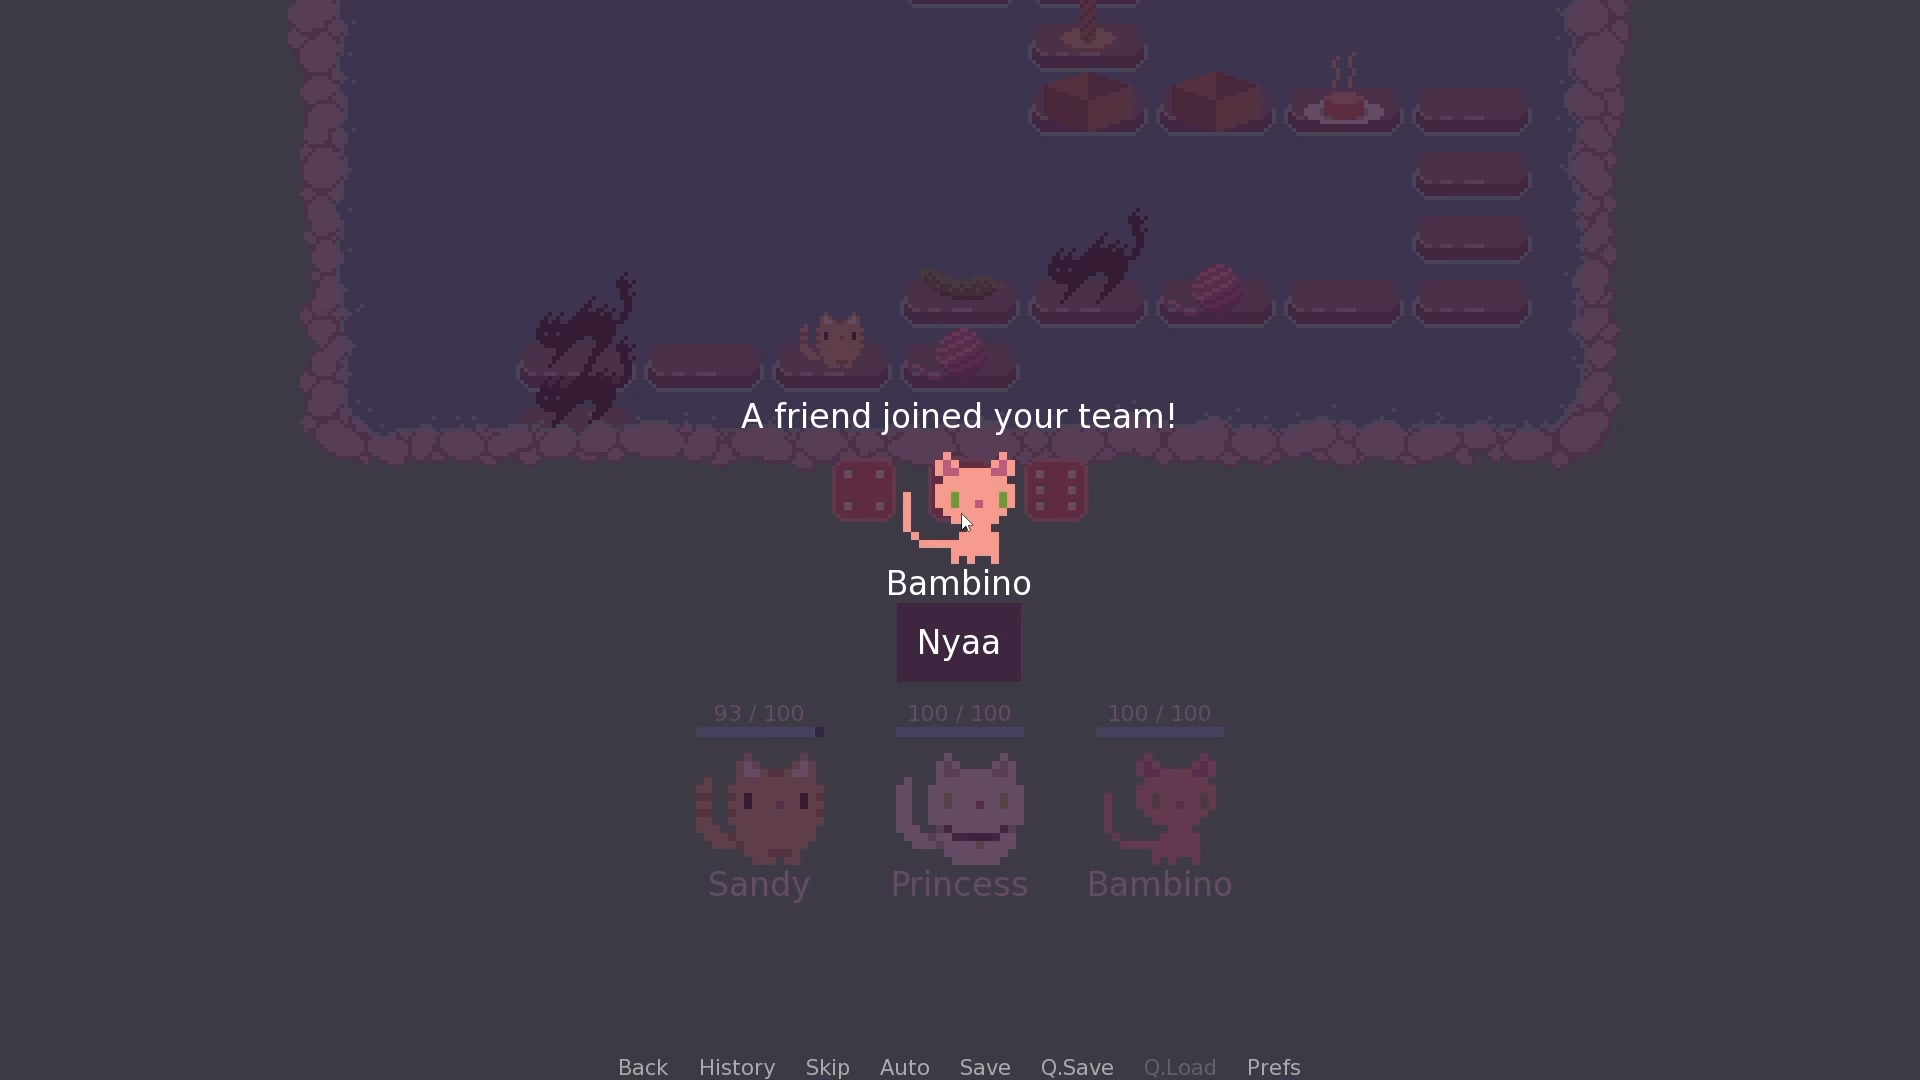 A friend joined your team!
Bambino
Nyaa
93 / 100
100 / 100
100 / 100
Sandy
Princess
Bambino
Back
History
Skip
Auto
Save
Q.Save
Q.Load
Prefs